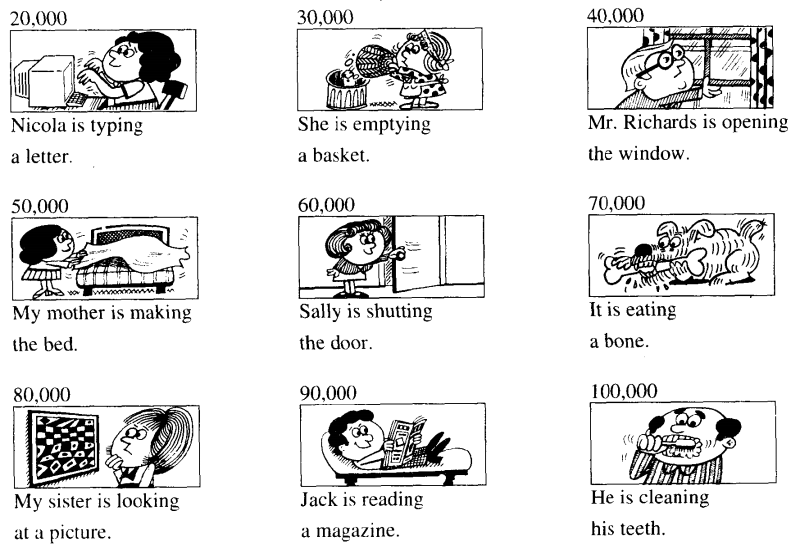 20,000
Nicola is typing
a letter.
30,000
She is emptying
a basket.
40,000
Mr. Richards is opening
the window.
50,000
My mother is making
the bed.
60,000
Sally is shutting
the door.
70,000
It is eating
a bone.
80,000
My sister is looking
at a picture.
90,000
Jack is reading
a magazine.
100,000
He is cleaning
his teeth.